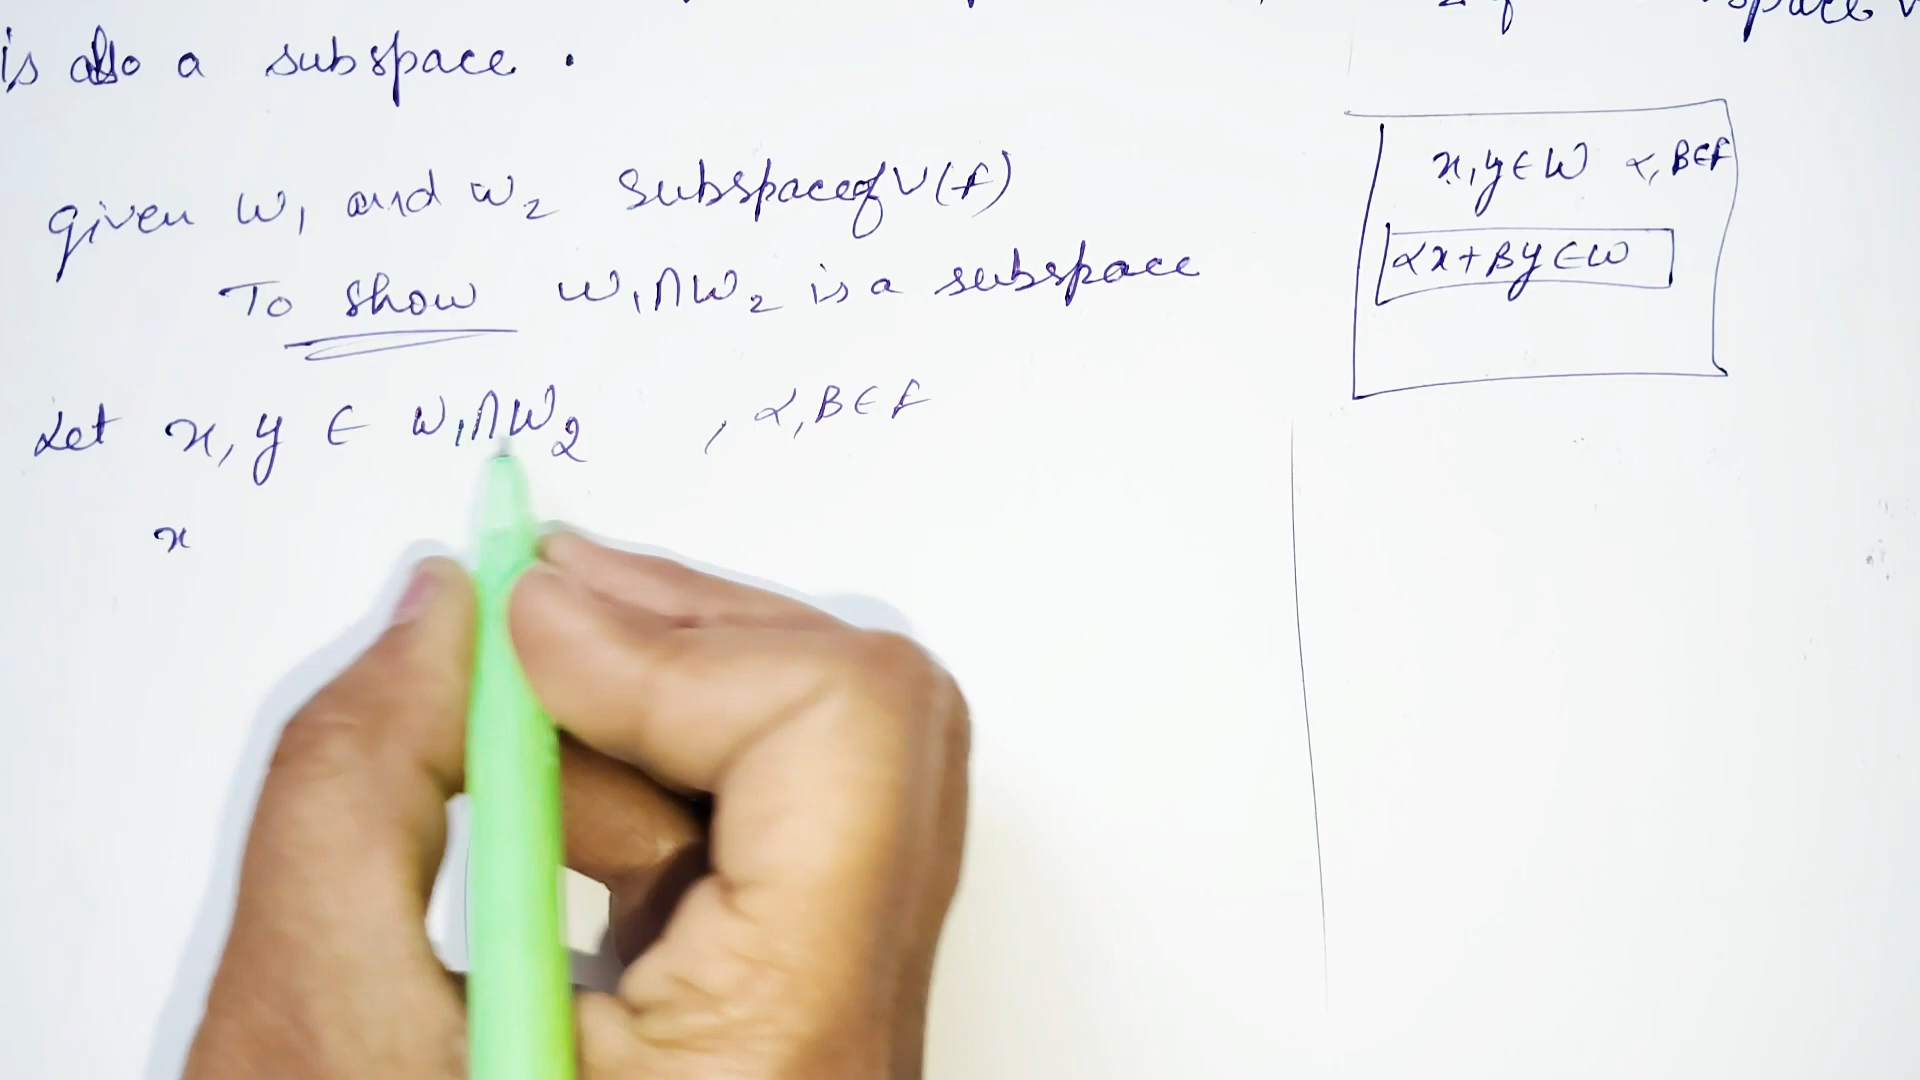 space
is also a subspace .
given W₁ and W₂ subspace of V(F)
To show W₁∩W₂ is a subspace
Let x, y ∈ W₁∩W₂ , α, β ∈ F
x
x, y ∈ W α, β ∈ F
αx + βy ∈ W